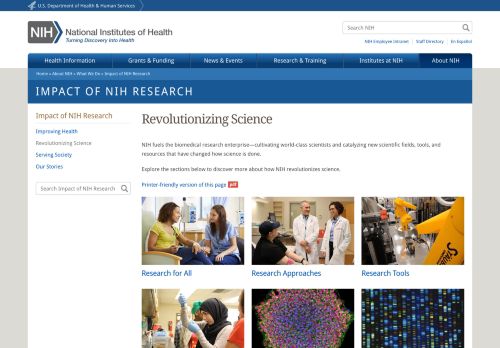 U.S. Department of Health & Human Services
NIH National Institutes of Health
Turning Discovery Into Health
Search NIH
NIH Employee Intranet | Staff Directory | En Español
Health Information
Grants & Funding
News & Events
Research & Training
Institutes at NIH
About NIH
Home » About NIH » What We Do » Impact of NIH Research
IMPACT OF NIH RESEARCH
Impact of NIH Research
Improving Health
Revolutionizing Science
Serving Society
Our Stories
Search Impact of NIH Research
Revolutionizing Science
NIH fuels the biomedical research enterprise—cultivating world-class scientists and catalyzing new scientific fields, tools, and
resources that have changed how science is done.
Explore the sections below to discover more about how NIH revolutionizes science.
Printer-friendly version of this page pdf
Research for All
Research Approaches
Research Tools